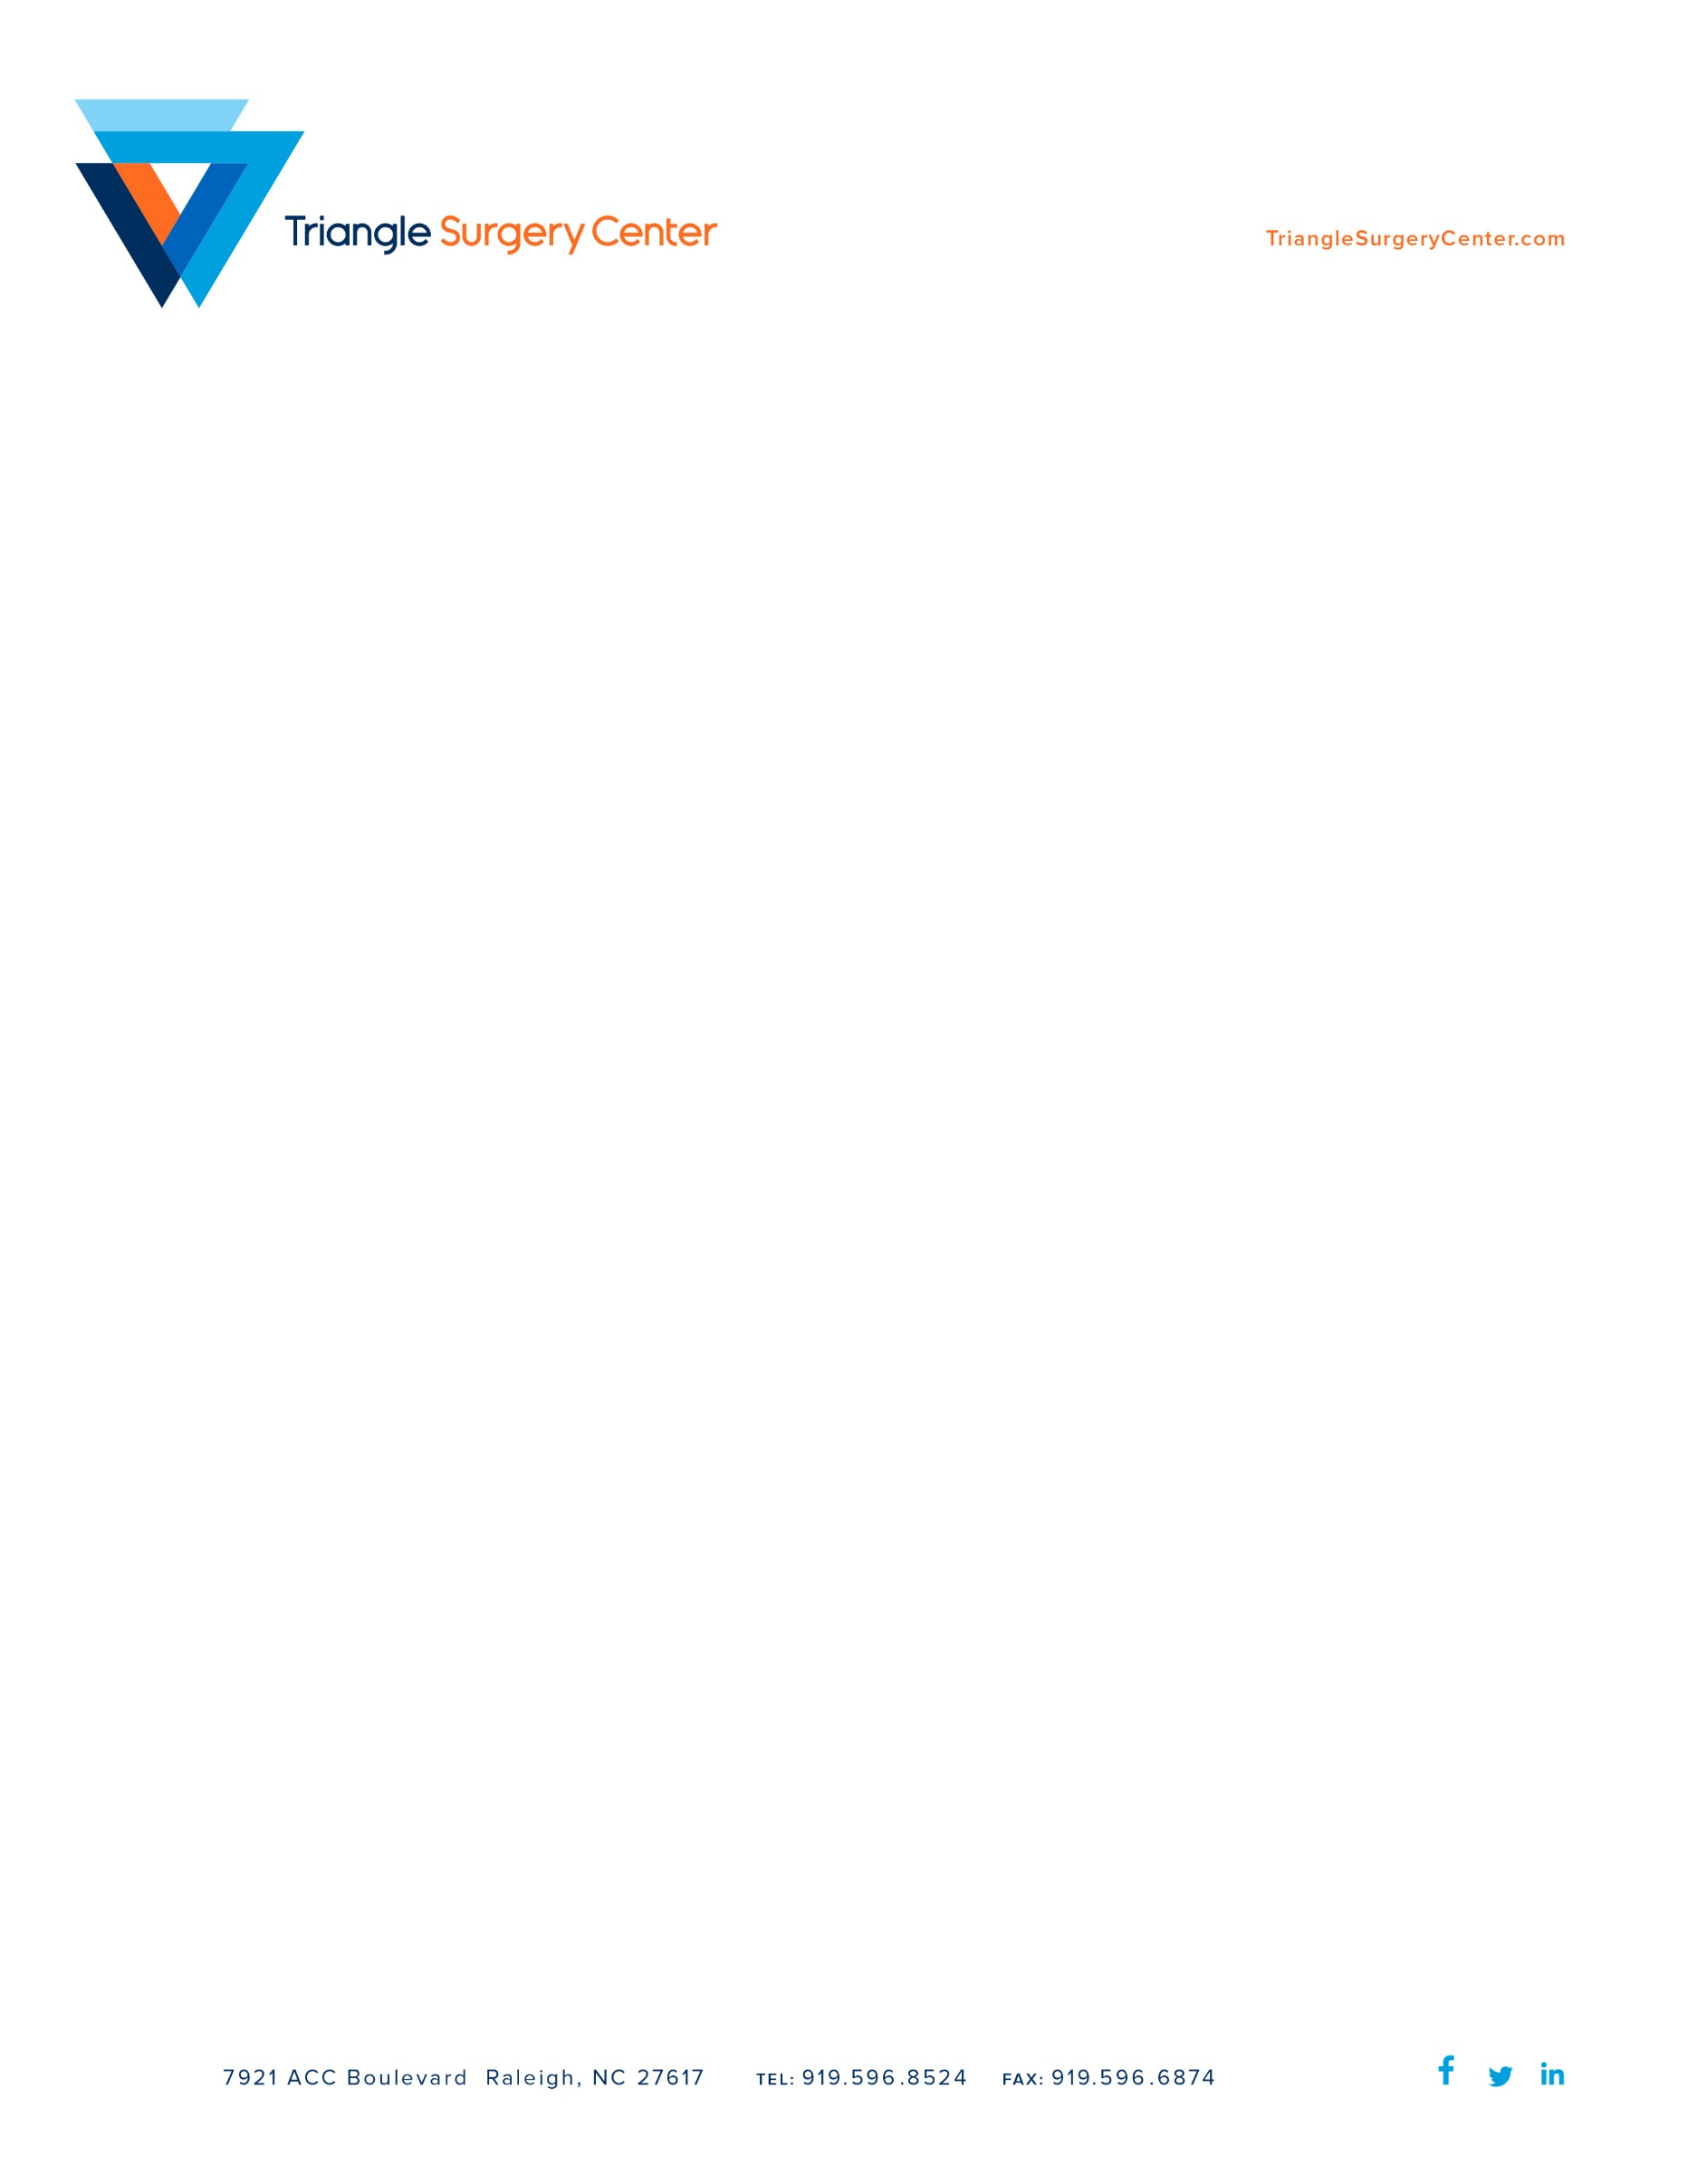 Triangle Surgery Center
TriangleSurgeryCenter.com
7921 ACC Boulevard Raleigh, NC 27617 TEL: 919.596.8524 FAX: 919.596.6874